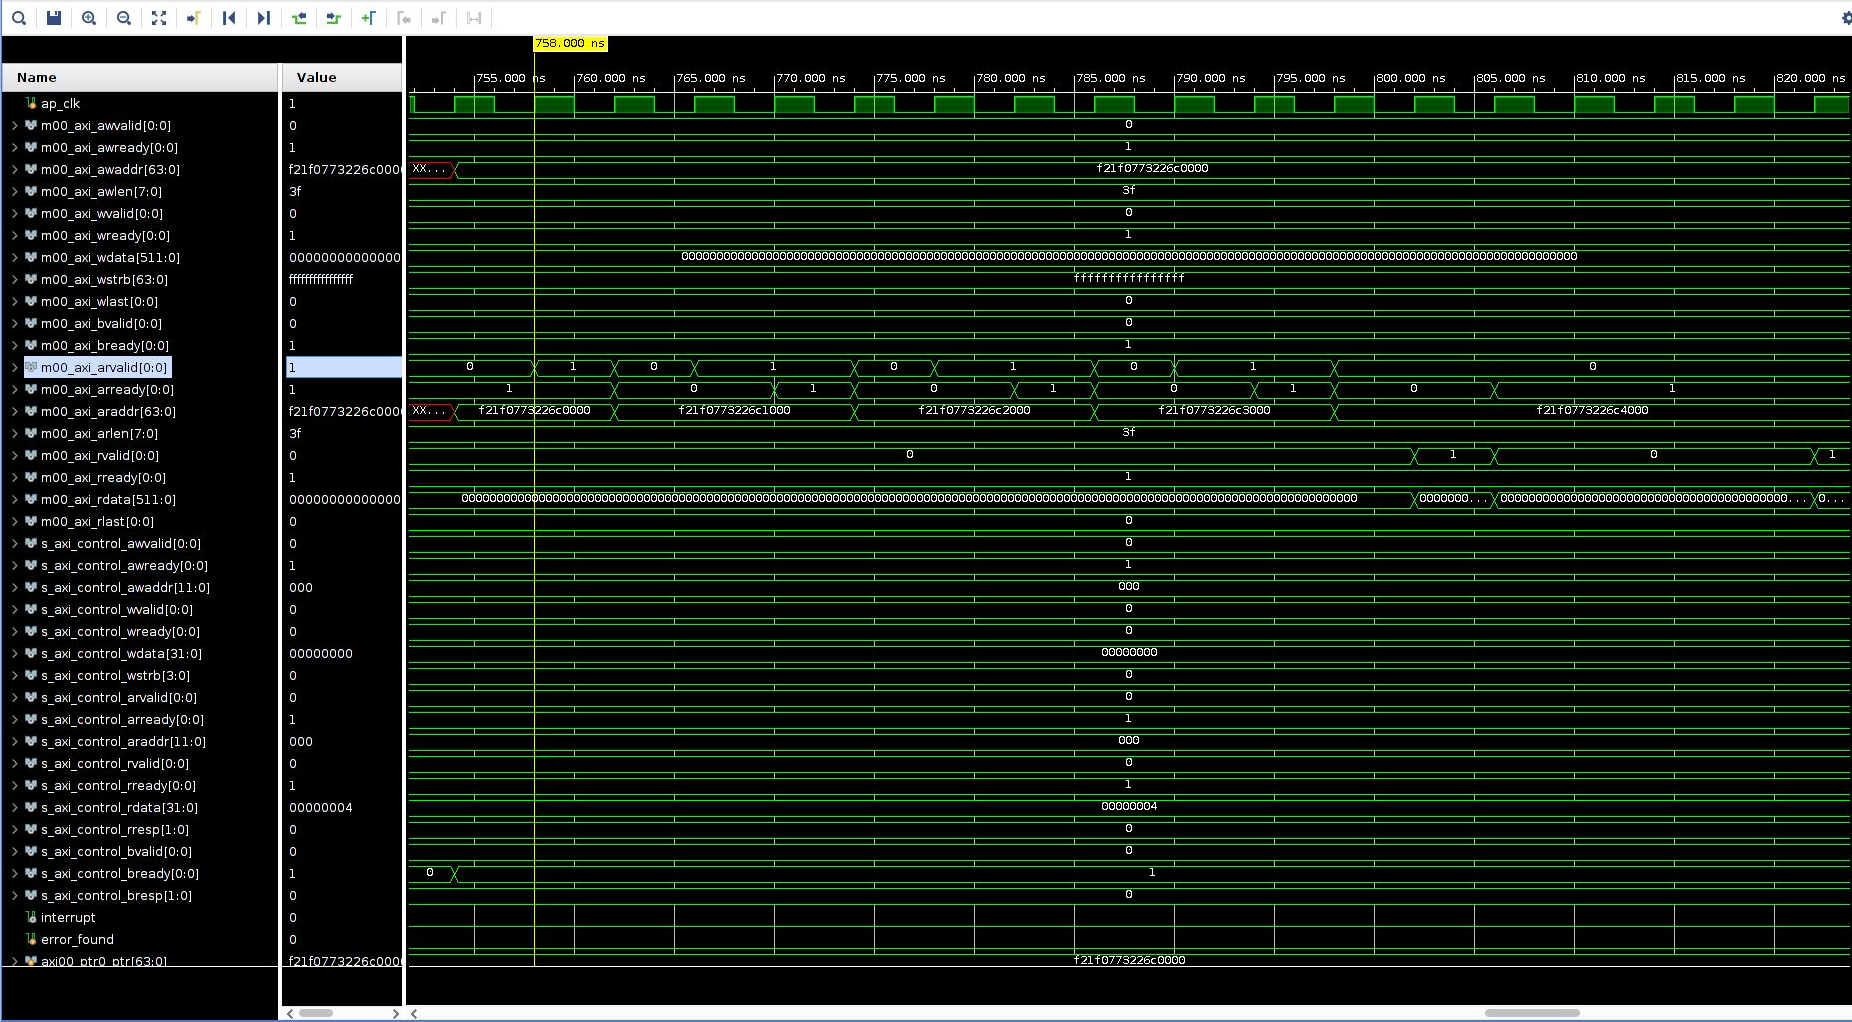 758.000 ns
Name Value 755.000 ns 760.000 ns 765.000 ns 770.000 ns 775.000 ns 780.000 ns 785.000 ns 790.000 ns 795.000 ns 800.000 ns 805.000 ns 810.000 ns 815.000 ns 820.000 ns
ap_clk 1
m00_axi_awvalid[0:0] 0 0
m00_axi_awready[0:0] 1 1
m00_axi_awaddr[63:0] f21f0773226c0000 XX... f21f0773226c0000
m00_axi_awlen[7:0] 3f 3f
m00_axi_wvalid[0:0] 0 0
m00_axi_wready[0:0] 1 1
m00_axi_wdata[511:0]
m00_axi_wstrb[63:0] ffffffffffffffff ffffffffffffffff
m00_axi_wlast[0:0] 0 0
m00_axi_bvalid[0:0] 0 0
m00_axi_bready[0:0] 1 1
m00_axi_arvalid[0:0] 1 0 1 0 1 0 1 0 1 0
m00_axi_arready[0:0] 1 1 0 1 0 1 0 1 0 1
m00_axi_araddr[63:0] f21f0773226c0000 XX... f21f0773226c0000 f21f0773226c1000 f21f0773226c2000 f21f0773226c3000 f21f0773226c4000
m00_axi_arlen[7:0] 3f 3f
m00_axi_rvalid[0:0] 0 0 1 0 1
m00_axi_rready[0:0] 1 1
m00_axi_rdata[511:0] 0000000... 0...
m00_axi_rlast[0:0] 0 0
s_axi_control_awvalid[0:0] 0 0
s_axi_control_awready[0:0] 1 1
s_axi_control_awaddr[11:0] 000 000
s_axi_control_wvalid[0:0] 0 0
s_axi_control_wready[0:0] 0 0
s_axi_control_wdata[31:0] 00000000 00000000
s_axi_control_wstrb[3:0] 0 0
s_axi_control_arvalid[0:0] 0 0
s_axi_control_arready[0:0] 1 1
s_axi_control_araddr[11:0] 000 000
s_axi_control_rvalid[0:0] 0 0
s_axi_control_rready[0:0] 1 1
s_axi_control_rdata[31:0] 00000004 00000004
s_axi_control_rresp[1:0] 0 0
s_axi_control_bvalid[0:0] 0 0
s_axi_control_bready[0:0] 1 0 1
s_axi_control_bresp[1:0] 0 0
interrupt 0
error_found 0
axi00_ptr0_ptr[63:0] f21f0773226c0000 f21f0773226c0000